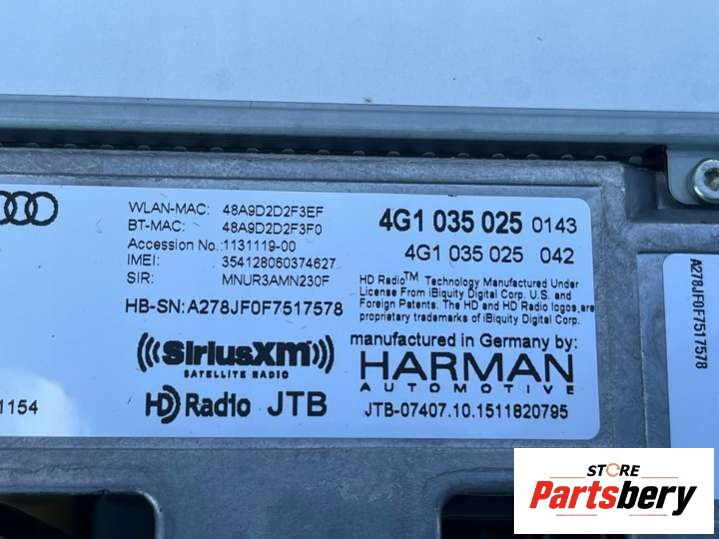 WLAN-MAC: 48A9D2D2F3EF
BT-MAC: 48A9D2D2F3F0
Accession No.: 1131119-00
IMEI: 354128060374627
SIR: MNUR3AMN230F
HB-SN: A278JF0F7517578
((SiriusXM))
SATELLITE RADIO
HD Radio JTB
1154
4G1 035 025 0143
4G1 035 025 042
HD Radio™ Technology Manufactured Under
License From iBiquity Digital Corp. U.S. and
Foreign Patents. The HD and HD Radio logos are
proprietary trademarks of iBiquity Digital Corp.
manufactured in Germany by:
HARMAN
AUTOMOTIVE
JTB-07407.10.1511820795
A278JF0F7517578
STORE
Partsbery